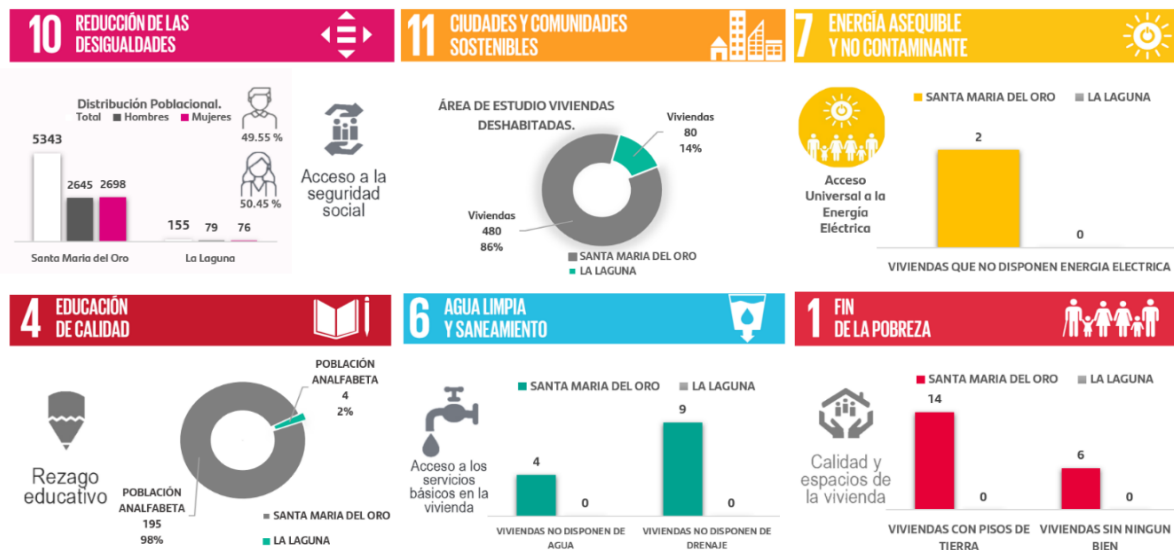 10 REDUCCIÓN DE LAS
DESIGUALDADES
Distribución Poblacional.
Total Hombres Mujeres
49.55 %
50.45 %
5343
2645
2698
155
79
76
Santa Maria del Oro
La Laguna
Acceso a la
seguridad
social
11 CIUDADES Y COMUNIDADES
SOSTENIBLES
ÁREA DE ESTUDIO VIVIENDAS
DESHABITADAS.
Viviendas
80
14%
Viviendas
480
86%
SANTA MARIA DEL ORO
LA LAGUNA
7 ENERGÍA ASEQUIBLE
Y NO CONTAMINANTE
Acceso
Universal a la
Energía
Eléctrica
SANTA MARIA DEL ORO
LA LAGUNA
2
0
VIVIENDAS QUE NO DISPONEN ENERGIA ELECTRICA
4 EDUCACIÓN
DE CALIDAD
Rezago
educativo
POBLACIÓN
ANALFABETA
4
2%
POBLACIÓN
ANALFABETA
195
98%
SANTA MARIA DEL ORO
LA LAGUNA
6 AGUA LIMPIA
Y SANEAMIENTO
Acceso a los
servicios
básicos en la
vivienda
SANTA MARIA DEL ORO
LA LAGUNA
4
0
9
0
VIVIENDAS NO DISPONEN DE
AGUA
VIVIENDAS NO DISPONEN DE
DRENAJE
1 FIN
DE LA POBREZA
Calidad y
espacios de
la vivienda
SANTA MARIA DEL ORO
LA LAGUNA
14
0
6
0
VIVIENDAS CON PISOS DE
TIERRA
VIVIENDAS SIN NINGUN
BIEN